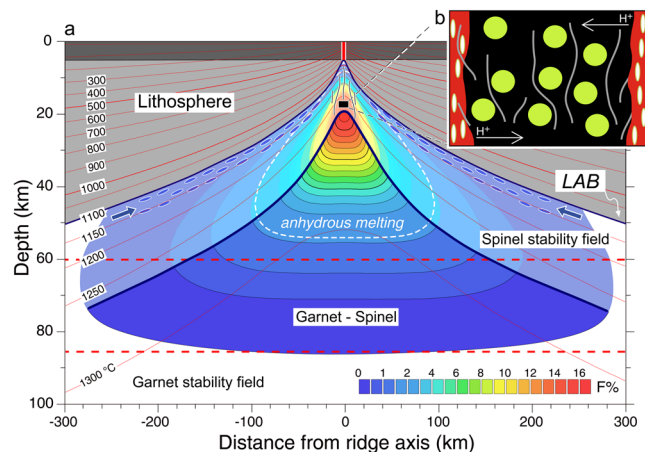 a
b
H+
H+
0
20
40
60
80
100
Depth (km)
300
400
500
600
700
800
900
1000
1100
1150
1200
1250
1300 °C
Lithosphere
LAB
anhydrous melting
Spinel stability field
Garnet - Spinel
Garnet stability field
0 2 4 6 8 10 12 14 16 F%
-300 -200 -100 0 100 200 300
Distance from ridge axis (km)